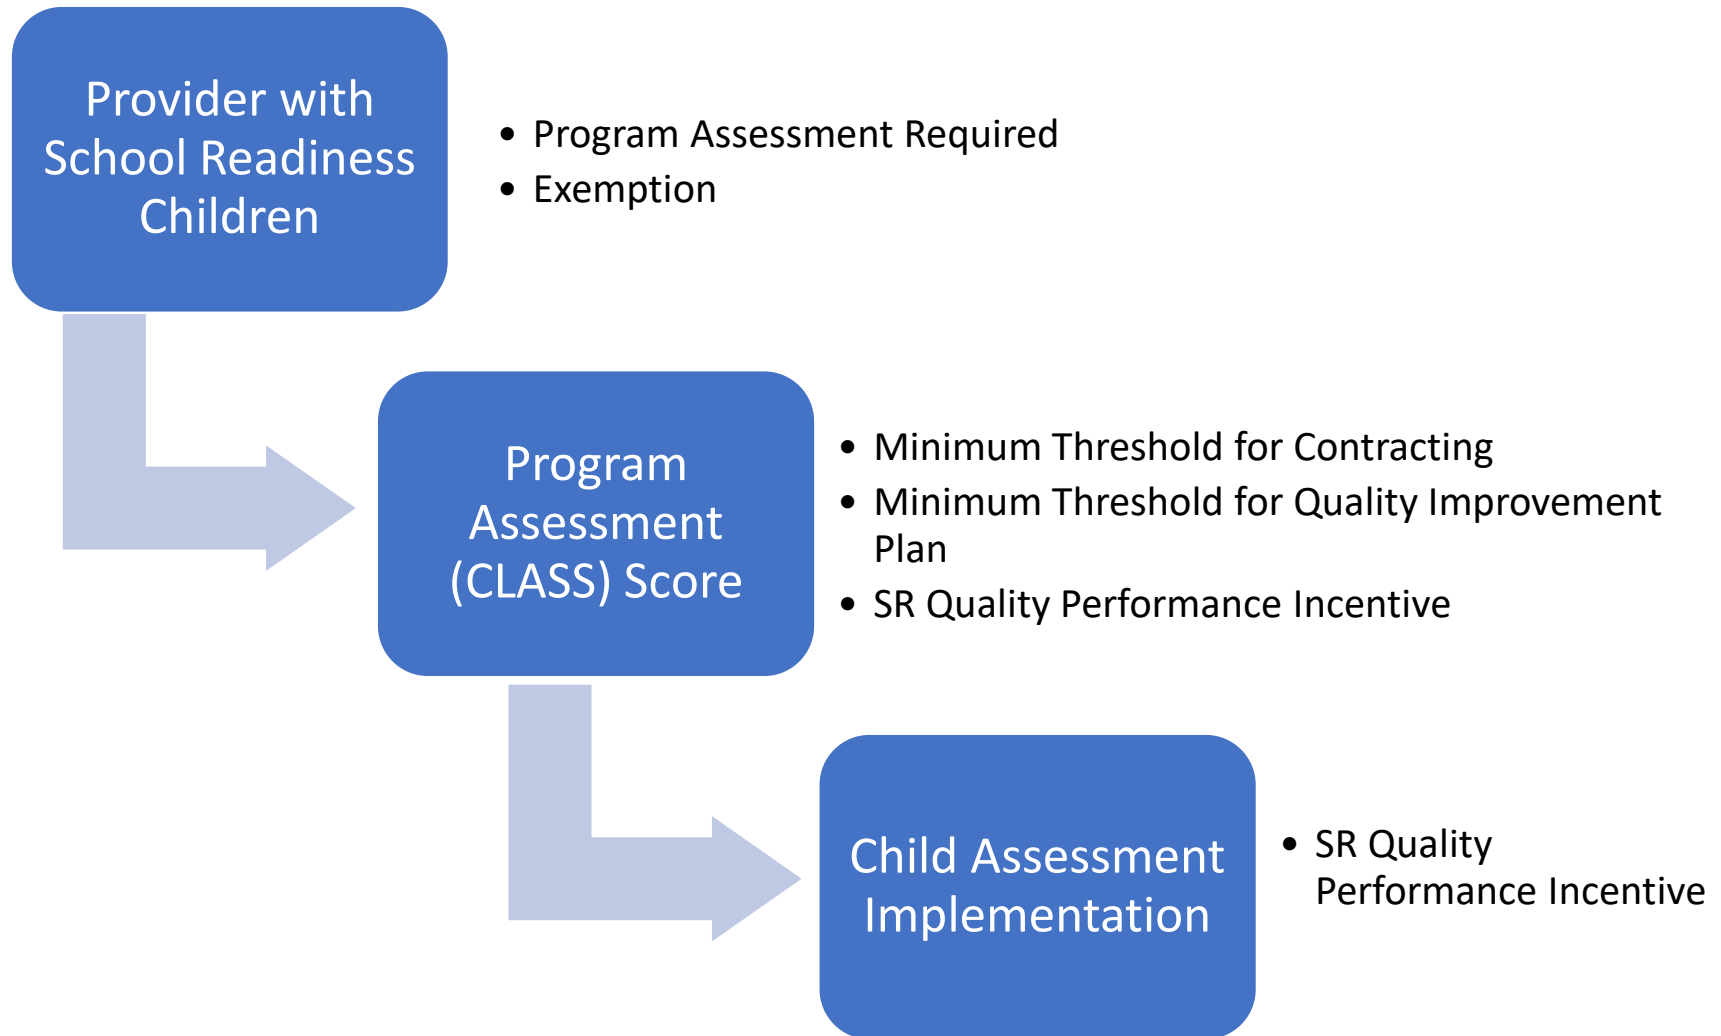 Provider with
School Readiness
Children
• Program Assessment Required
• Exemption
Program
Assessment
(CLASS) Score
• Minimum Threshold for Contracting
• Minimum Threshold for Quality Improvement
Plan
• SR Quality Performance Incentive
Child Assessment
Implementation
• SR Quality
Performance Incentive